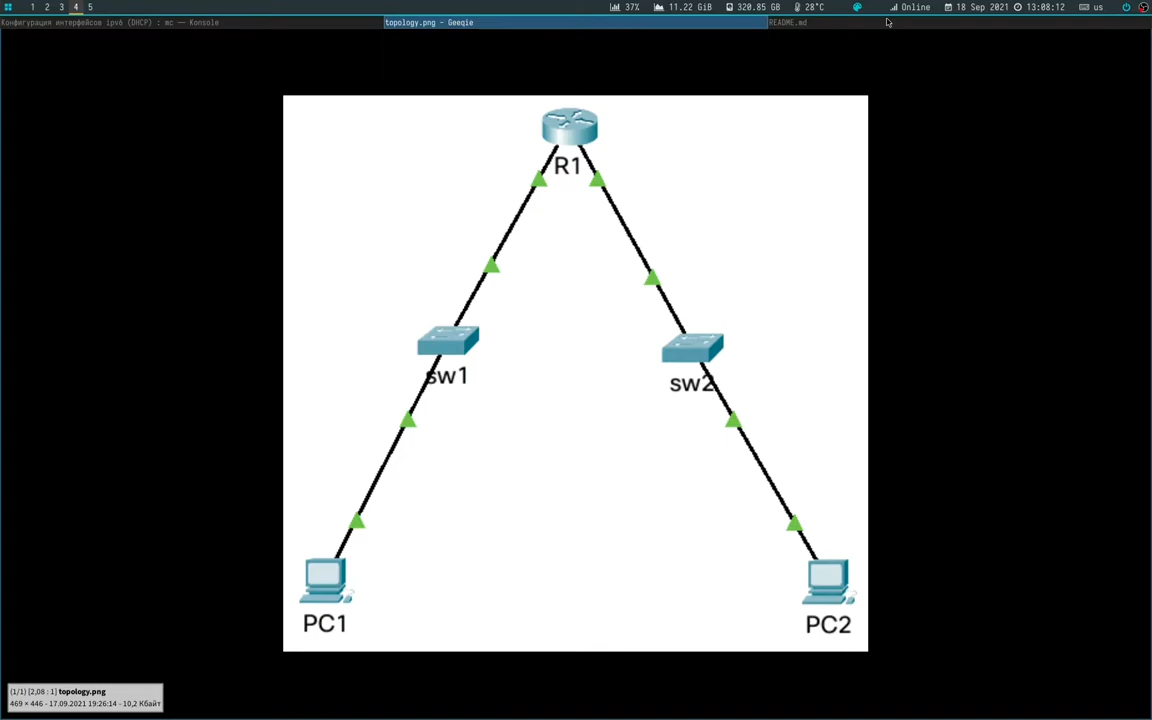 1 2 3 4 5 37% 11.22 GiB 320.85 GB 28°C Online 18 Sep 2021 13:08:12 us
Конфигурация интерфейсов ipv6 (DHCP) : mc — Konsole topology.png – Geeqie README.md
R1
sw1
sw2
PC1
PC2
(1/1) [2,08 : 1] topology.png
469 × 446 - 17.09.2021 19:26:14 - 10,2 Кбайт